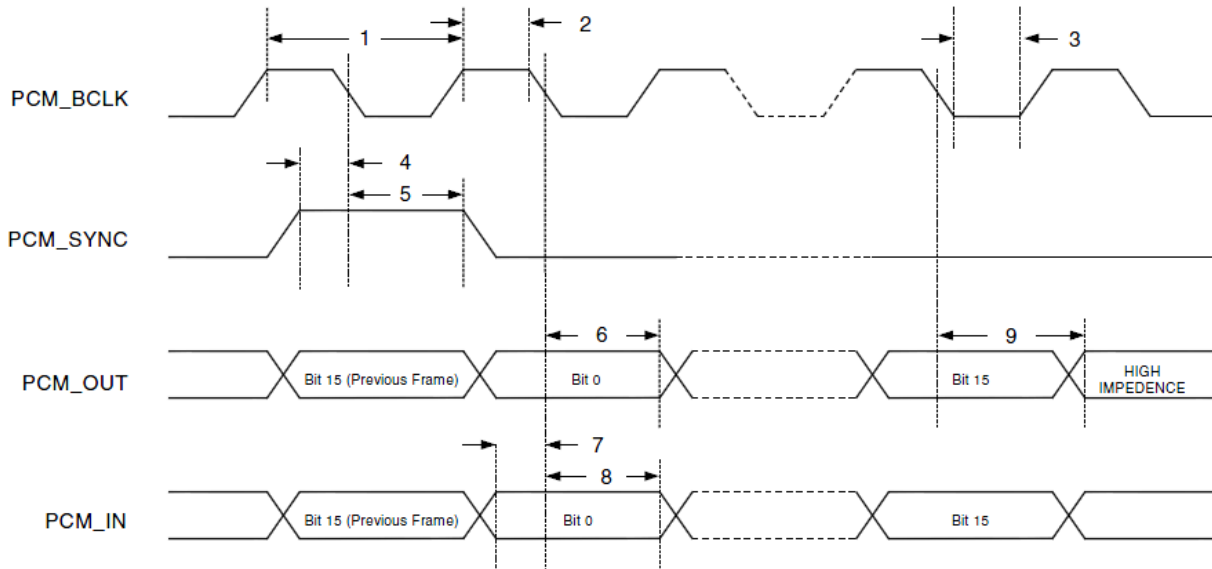 1
2
3
PCM_BCLK
4
5
PCM_SYNC
6
9
PCM_OUT
Bit 15 (Previous Frame)
Bit 0
Bit 15
HIGH
IMPEDENCE
7
8
PCM_IN
Bit 15 (Previous Frame)
Bit 0
Bit 15